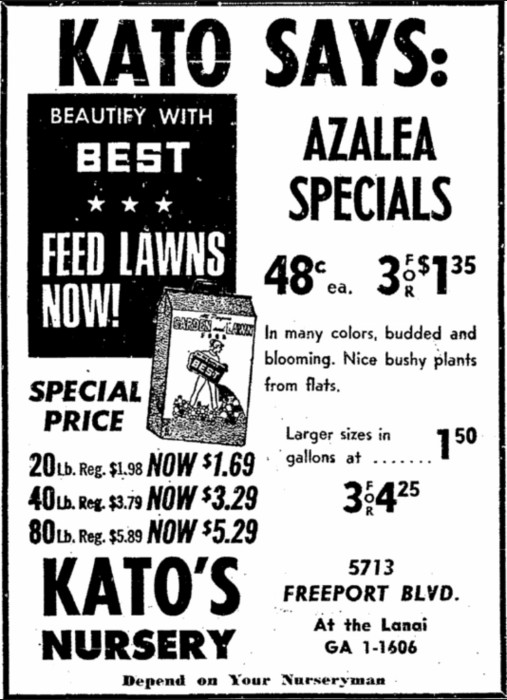 KATO SAYS:
BEAUTIFY WITH
BEST
FEED LAWNS
NOW!
GARDEN and LAWN
BEST
SPECIAL
PRICE
20 Lb. Reg. $1.98 NOW $1.69
40 Lb. Reg. $3.79 NOW $3.29
80 Lb. Reg. $5.89 NOW $5.29
AZALEA
SPECIALS
48c ea. 3 FOR $1 35
In many colors, budded and
blooming. Nice bushy plants
from flats.
Larger sizes in
gallons at ....... 1 50
3 FOR 4 25
KATO'S
NURSERY
5713
FREEPORT BLVD.
At the Lanai
GA 1-1606
Depend on Your Nurseryman